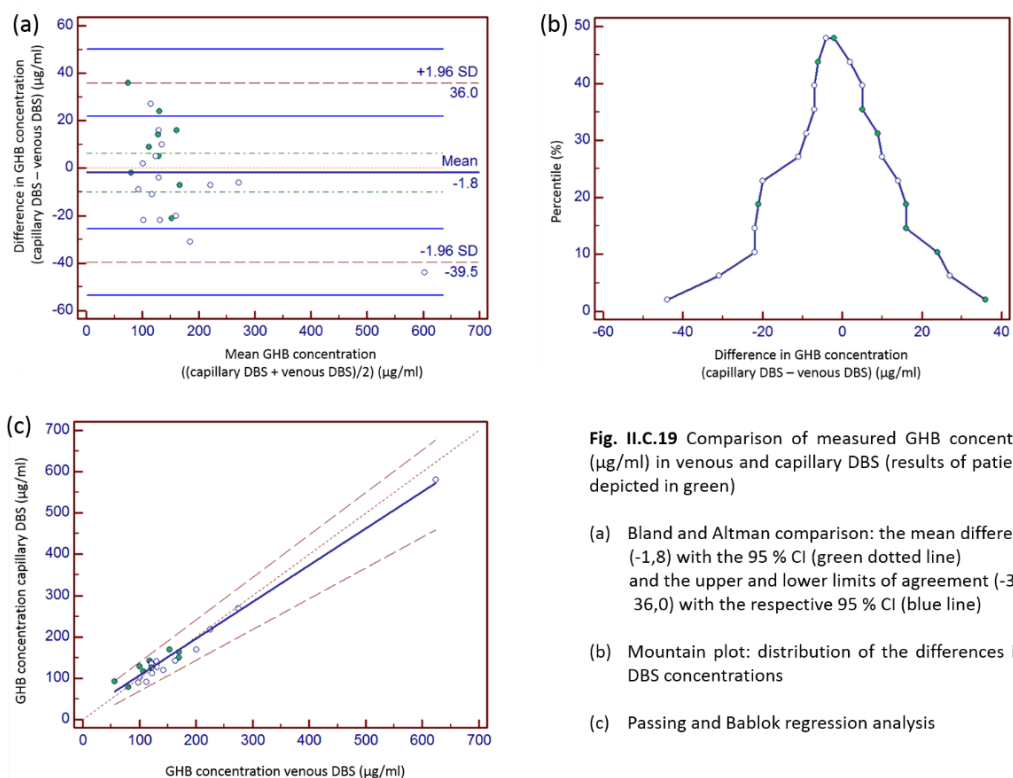 (a)
60
40
20
0
-20
-40
-60
Difference in GHB concentration
(capillary DBS – venous DBS) (µg/ml)
+1.96 SD
36.0
Mean
-1.8
-1.96 SD
-39.5
0 100 200 300 400 500 600 700
Mean GHB concentration
((capillary DBS + venous DBS)/2) (µg/ml)
(b)
50
40
30
20
10
0
Percentile (%)
-60 -40 -20 0 20 40
Difference in GHB concentration
(capillary DBS – venous DBS) (µg/ml)
(c)
700
600
500
400
300
200
100
0
GHB concentration capillary DBS (µg/ml)
0 100 200 300 400 500 600 700
GHB concentration venous DBS (µg/ml)
Fig. II.C.19 Comparison of measured GHB concent
(µg/ml) in venous and capillary DBS (results of patie
depicted in green)
(a) Bland and Altman comparison: the mean differe
(-1,8) with the 95 % CI (green dotted line)
and the upper and lower limits of agreement (-3
36,0) with the respective 95 % CI (blue line)
(b) Mountain plot: distribution of the differences i
DBS concentrations
(c) Passing and Bablok regression analysis